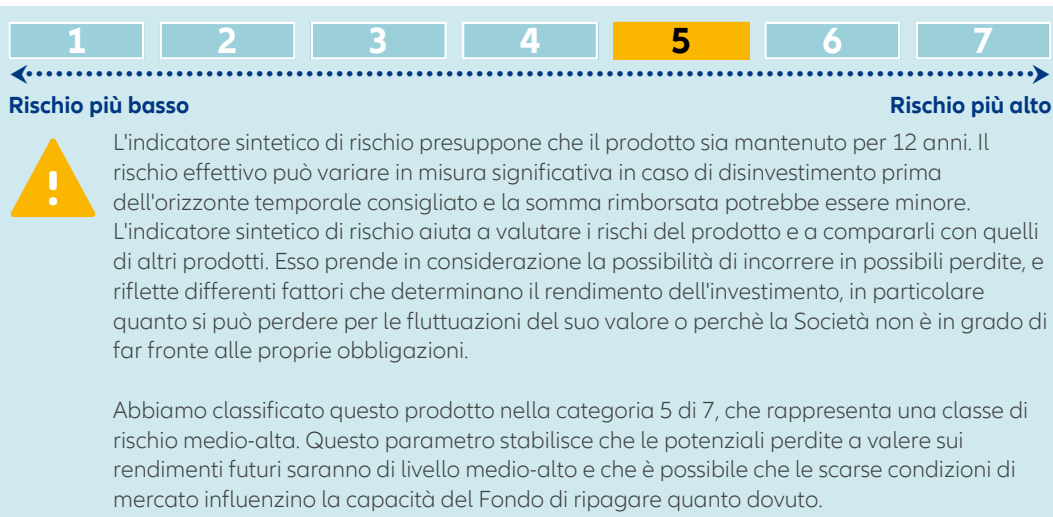 1 2 3 4 5 6 7
Rischio più basso Rischio più alto
L'indicatore sintetico di rischio presuppone che il prodotto sia mantenuto per 12 anni. Il
rischio effettivo può variare in misura significativa in caso di disinvestimento prima
dell'orizzonte temporale consigliato e la somma rimborsata potrebbe essere minore.
L'indicatore sintetico di rischio aiuta a valutare i rischi del prodotto e a compararli con quelli
di altri prodotti. Esso prende in considerazione la possibilità di incorrere in possibili perdite, e
riflette differenti fattori che determinano il rendimento dell'investimento, in particolare
quanto si può perdere per le fluttuazioni del suo valore o perchè la Società non è in grado di
far fronte alle proprie obbligazioni.
Abbiamo classificato questo prodotto nella categoria 5 di 7, che rappresenta una classe di
rischio medio-alta. Questo parametro stabilisce che le potenziali perdite a valere sui
rendimenti futuri saranno di livello medio-alto e che è possibile che le scarse condizioni di
mercato influenzino la capacità del Fondo di ripagare quanto dovuto.